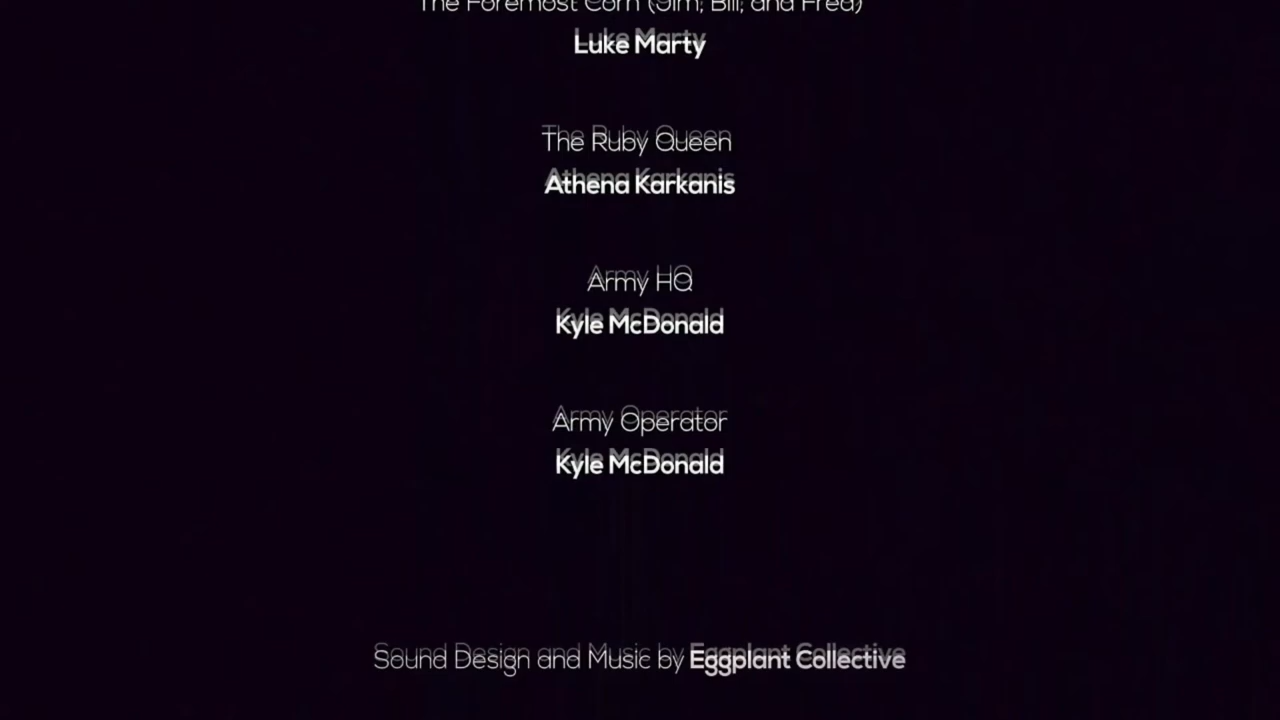 The Foremost Corn (Jim, Bill, and Fred)
Luke Marty
The Ruby Queen
Athena Karkanis
Army HQ
Kyle McDonald
Army Operator
Kyle McDonald
Sound Design and Music by Eggplant Collective